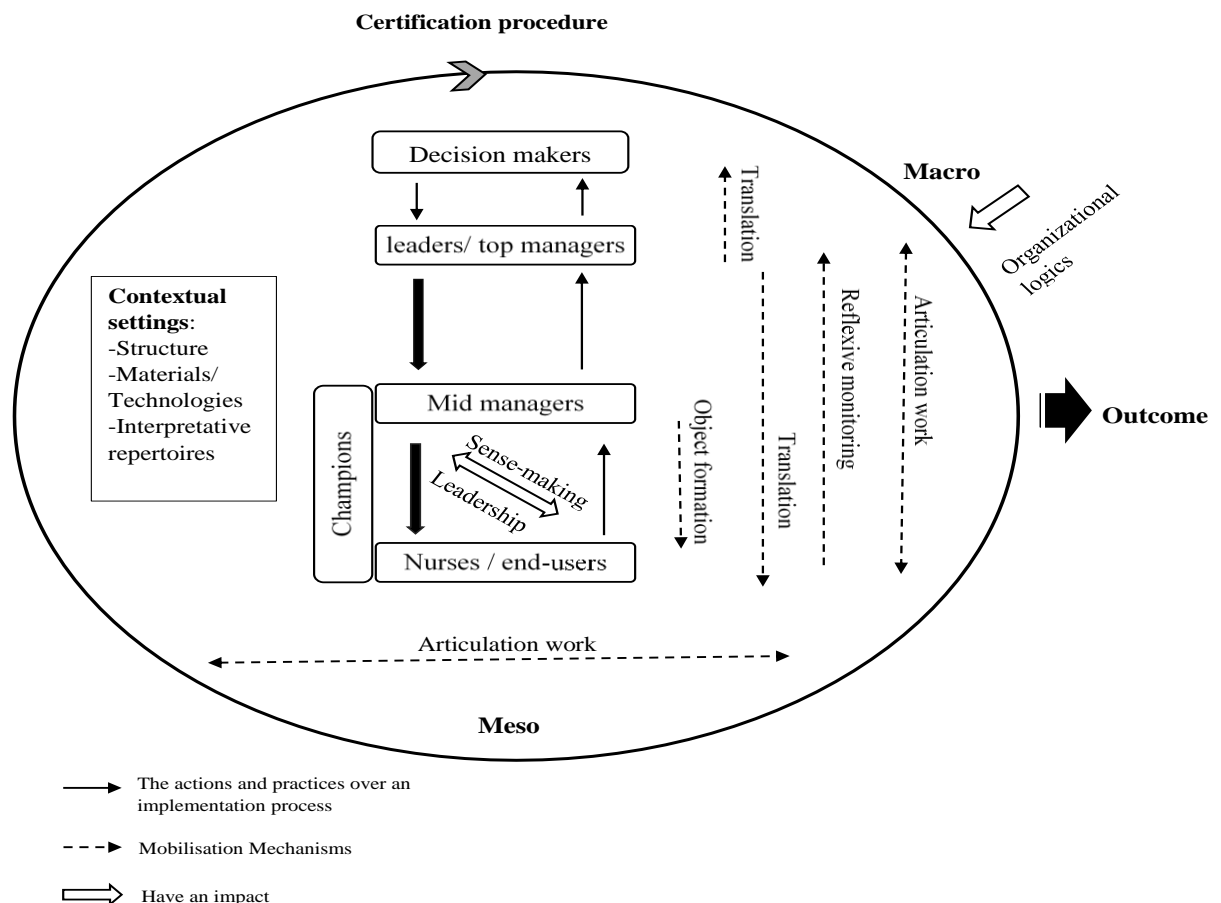 Certification procedure
Decision makers
leaders/ top managers
Contextual
settings:
-Structure
-Materials/
Technologies
-Interpretative
repertoires
Champions
Mid managers
Sense-making
Leadership
Nurses / end-users
Object formation
Translation
Translation
Reflexive monitoring
Articulation work
Macro
Organizational
logics
Outcome
Articulation work
Meso
The actions and practices over an
implementation process
Mobilisation Mechanisms
Have an impact